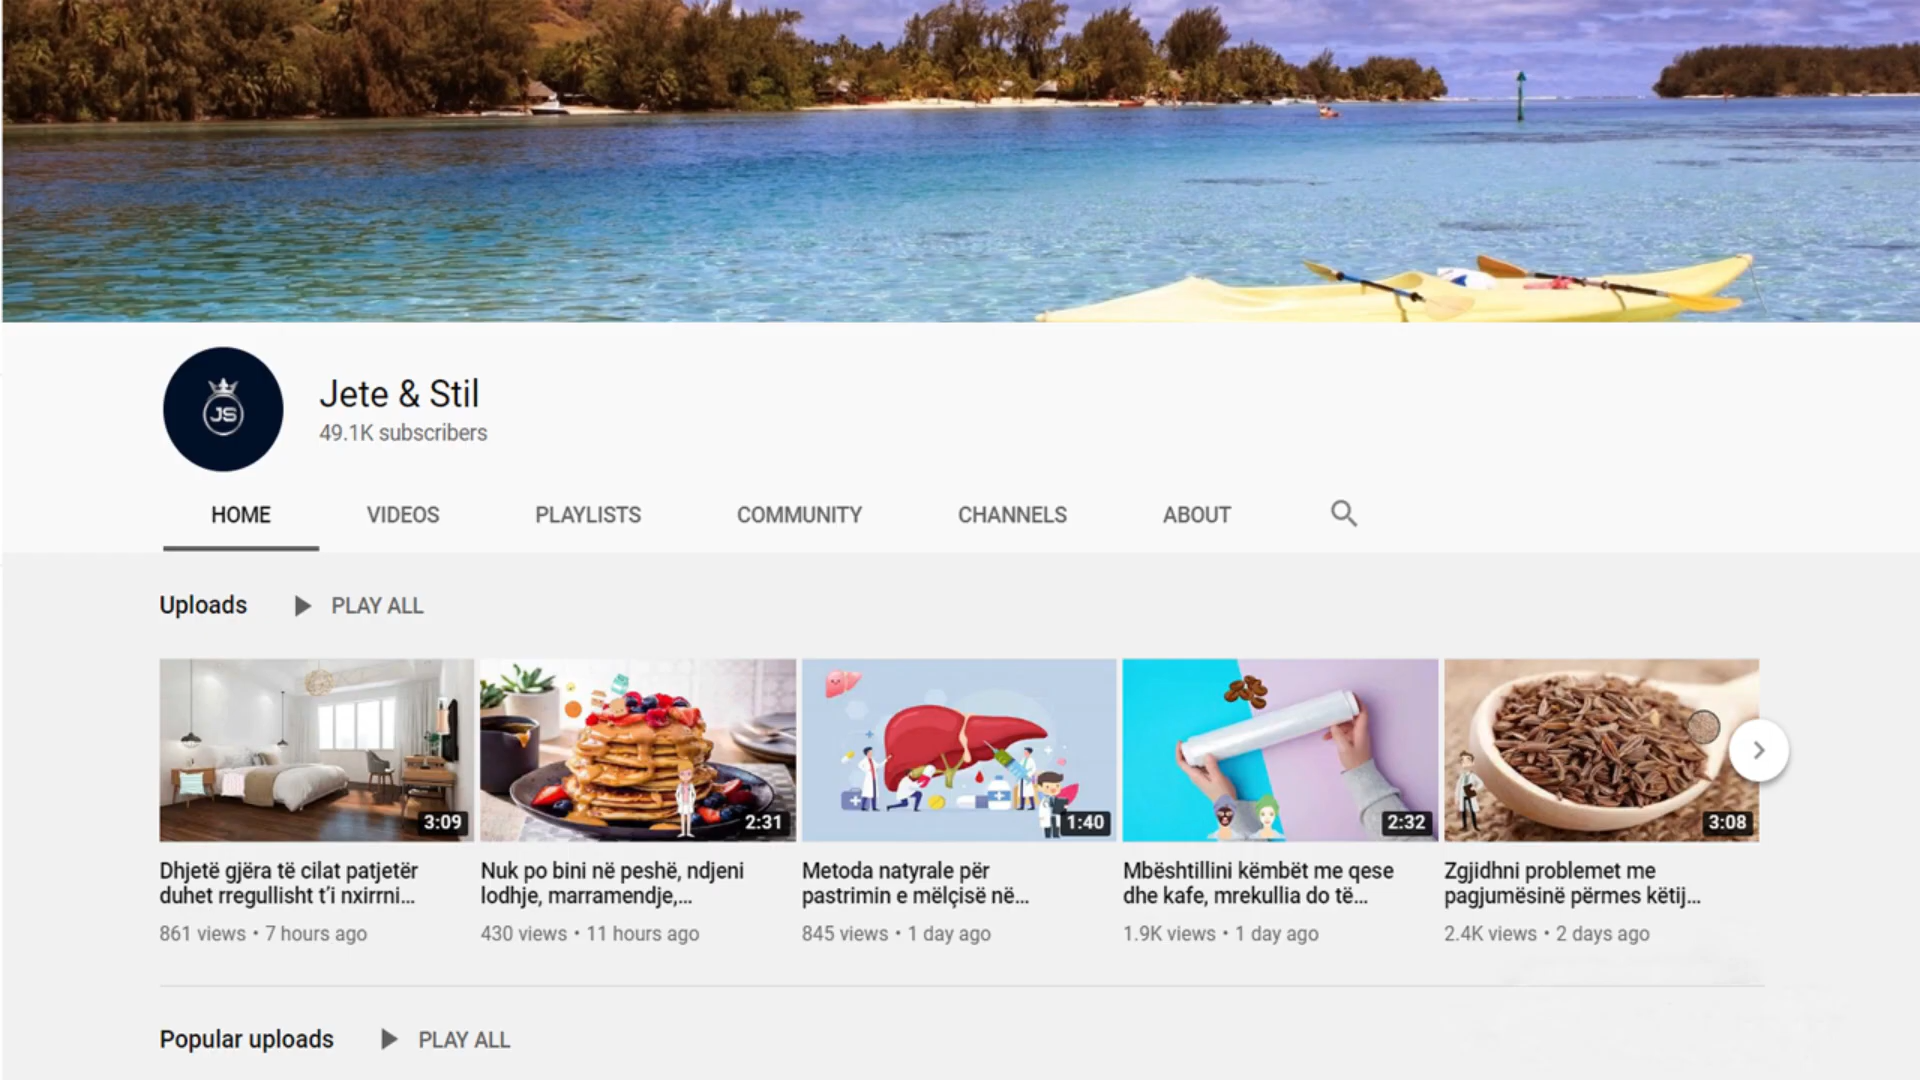 JS
Jete & Stil
49.1K subscribers
HOME VIDEOS PLAYLISTS COMMUNITY CHANNELS ABOUT
Uploads PLAY ALL
3:09 2:31 1:40 2:32 3:08
Dhjetë gjëra të cilat patjetër
duhet rregullisht t’i nxirrni...
861 views • 7 hours ago
Nuk po bini në peshë, ndjeni
lodhje, marramendje,...
430 views • 11 hours ago
Metoda natyrale për
pastrimin e mëlçisë në...
845 views • 1 day ago
Mbështillini këmbët me qese
dhe kafe, mrekullia do të...
1.9K views • 1 day ago
Zgjidhni problemet me
pagjumësinë përmes këtij...
2.4K views • 2 days ago
Popular uploads PLAY ALL